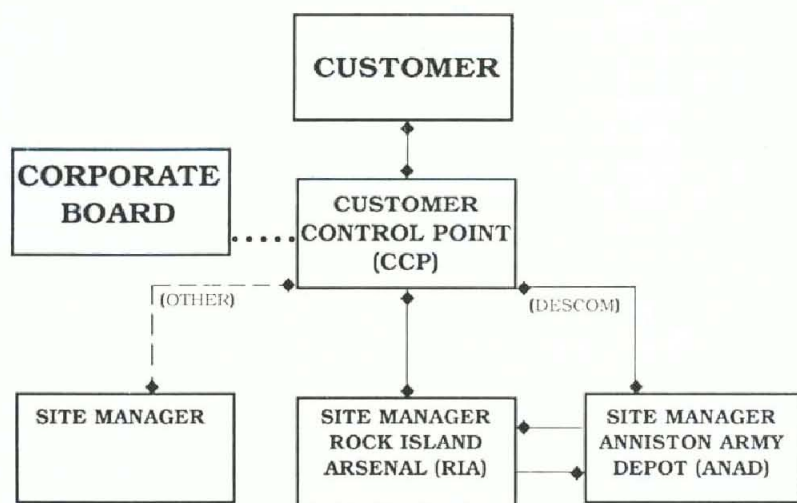 CUSTOMER
CORPORATE
BOARD
CUSTOMER
CONTROL POINT
(CCP)
(OTHER)
(DESCOM)
SITE MANAGER
SITE MANAGER
ROCK ISLAND
ARSENAL (RIA)
SITE MANAGER
ANNISTON ARMY
DEPOT (ANAD)